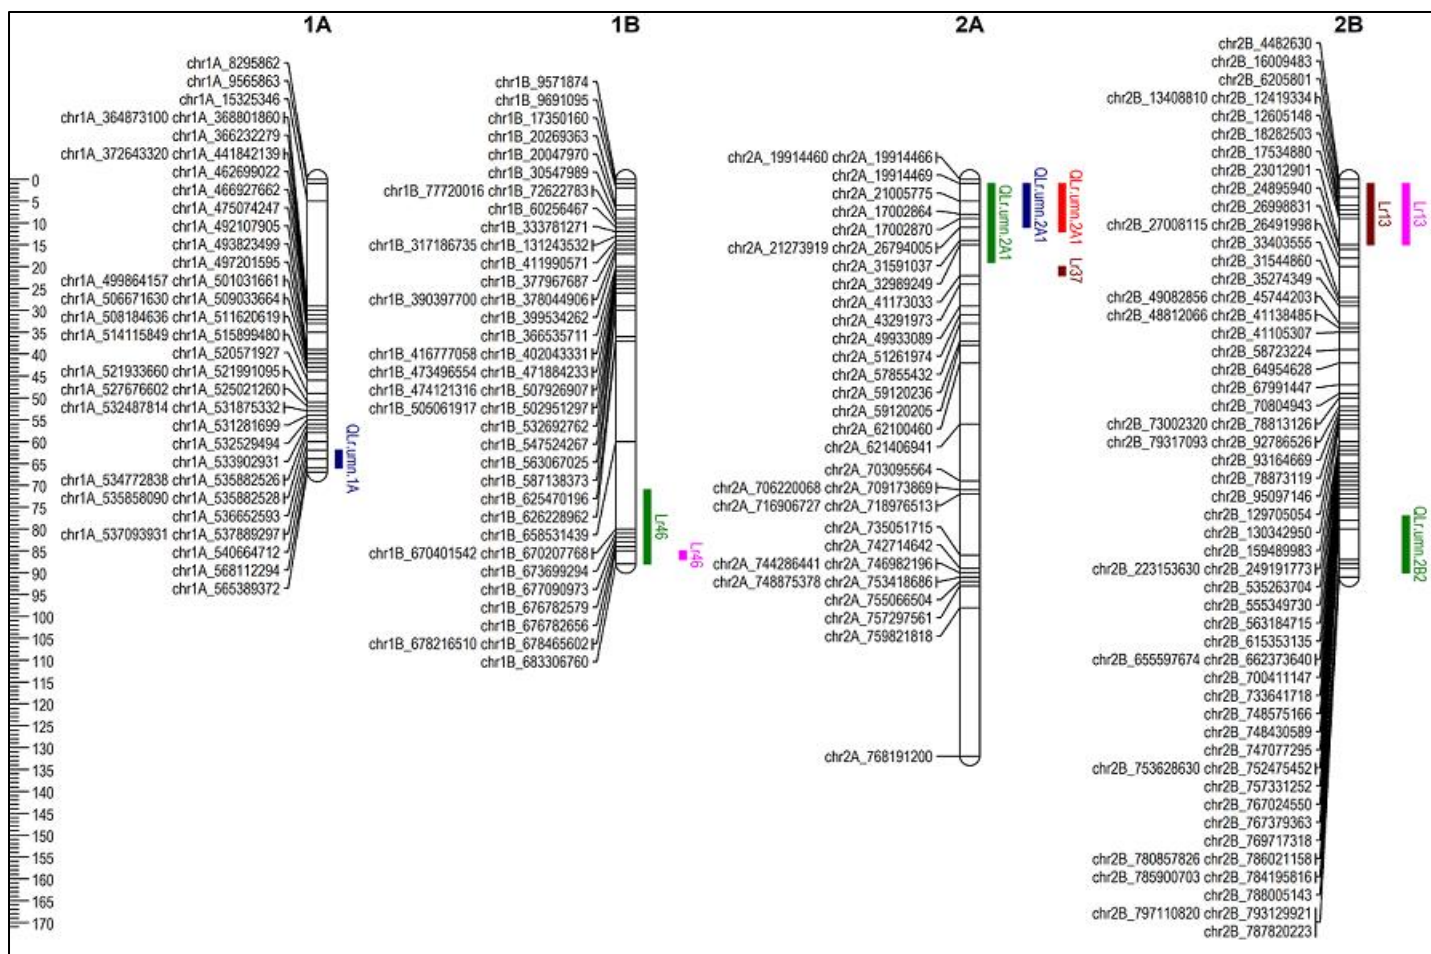 1A
1B
2A
2B
chr1A_8295862
chr1A_9565863
chr1A_15325346
chr1A_364873100 chr1A_368801860
chr1A_366232279
chr1A_372643320 chr1A_441842139
chr1A_462699022
chr1A_466927662
chr1A_475074247
chr1A_492107905
chr1A_493823499
chr1A_497201595
chr1A_499864157 chr1A_501031661
chr1A_506671630 chr1A_509033664
chr1A_508184636 chr1A_511620619
chr1A_514115849 chr1A_515899480
chr1A_520571927
chr1A_521933660 chr1A_521991095
chr1A_527676602 chr1A_525021260
chr1A_532487814 chr1A_531875332
chr1A_531281699
chr1A_532529494
chr1A_533902931
chr1A_534772838 chr1A_535882526
chr1A_535858090 chr1A_535882528
chr1A_536652593
chr1A_537093931 chr1A_537889297
chr1A_540664712
chr1A_568112294
chr1A_565389372
QLr.umn.1A
chr1B_9571874
chr1B_9691095
chr1B_17350160
chr1B_20269363
chr1B_20047970
chr1B_30547989
chr1B_77720016 chr1B_72622783
chr1B_60256467
chr1B_333781271
chr1B_317186735 chr1B_131243532
chr1B_411990571
chr1B_377967687
chr1B_390397700 chr1B_378044906
chr1B_399534262
chr1B_366535711
chr1B_416777058 chr1B_402043331
chr1B_473496554 chr1B_471884233
chr1B_474121316 chr1B_507926907
chr1B_505061917 chr1B_502951297
chr1B_532692762
chr1B_547524267
chr1B_563067025
chr1B_587138373
chr1B_625470196
chr1B_626228962
chr1B_658531439
chr1B_670401542 chr1B_670207768
chr1B_673699294
chr1B_677090973
chr1B_676782579
chr1B_676782656
chr1B_678216510 chr1B_678465602
chr1B_683306760
Lr46
Lr46
chr2A_19914460 chr2A_19914466
chr2A_19914469
chr2A_21005775
chr2A_17002864
chr2A_17002870
chr2A_21273919 chr2A_26794005
chr2A_31591037
chr2A_32989249
chr2A_41173033
chr2A_43291973
chr2A_49933089
chr2A_51261974
chr2A_57855432
chr2A_59120236
chr2A_59120205
chr2A_62100460
chr2A_621406941
chr2A_703095564
chr2A_706220068 chr2A_709173869
chr2A_716906727 chr2A_718976513
chr2A_735051715
chr2A_742714642
chr2A_744286441 chr2A_746982196
chr2A_748875378 chr2A_753418686
chr2A_755066504
chr2A_757297561
chr2A_759821818
chr2A_768191200
QLr.umn.2A1
QLr.umn.2A1
QLr.umn.2A1
Lr37
chr2B_4482630
chr2B_16009483
chr2B_6205801
chr2B_13408810 chr2B_12419334
chr2B_12605148
chr2B_18282503
chr2B_17534880
chr2B_23012901
chr2B_24895940
chr2B_26998831
chr2B_27008115 chr2B_26491998
chr2B_33403555
chr2B_31544860
chr2B_35274349
chr2B_49082856 chr2B_45744203
chr2B_48812066 chr2B_41138485
chr2B_41105307
chr2B_58723224
chr2B_64954628
chr2B_67991447
chr2B_70804943
chr2B_73002320 chr2B_78813126
chr2B_79317093 chr2B_92786526
chr2B_93164669
chr2B_78873119
chr2B_95097146
chr2B_129705054
chr2B_130342950
chr2B_159489983
chr2B_223153630 chr2B_249191773
chr2B_535263704
chr2B_555349730
chr2B_563184715
chr2B_615353135
chr2B_655597674 chr2B_662373640
chr2B_700411147
chr2B_733641718
chr2B_748575166
chr2B_748430589
chr2B_747077295
chr2B_753628630 chr2B_752475452
chr2B_757331252
chr2B_767024550
chr2B_767379363
chr2B_769717318
chr2B_780857826 chr2B_786021158
chr2B_785900703 chr2B_784195816
chr2B_788005143
chr2B_797110820 chr2B_793129921
chr2B_787820223
Lr13
Lr13
QLr.umn.2B2
0
5
10
15
20
25
30
35
40
45
50
55
60
65
70
75
80
85
90
95
100
105
110
115
120
125
130
135
140
145
150
155
160
165
170